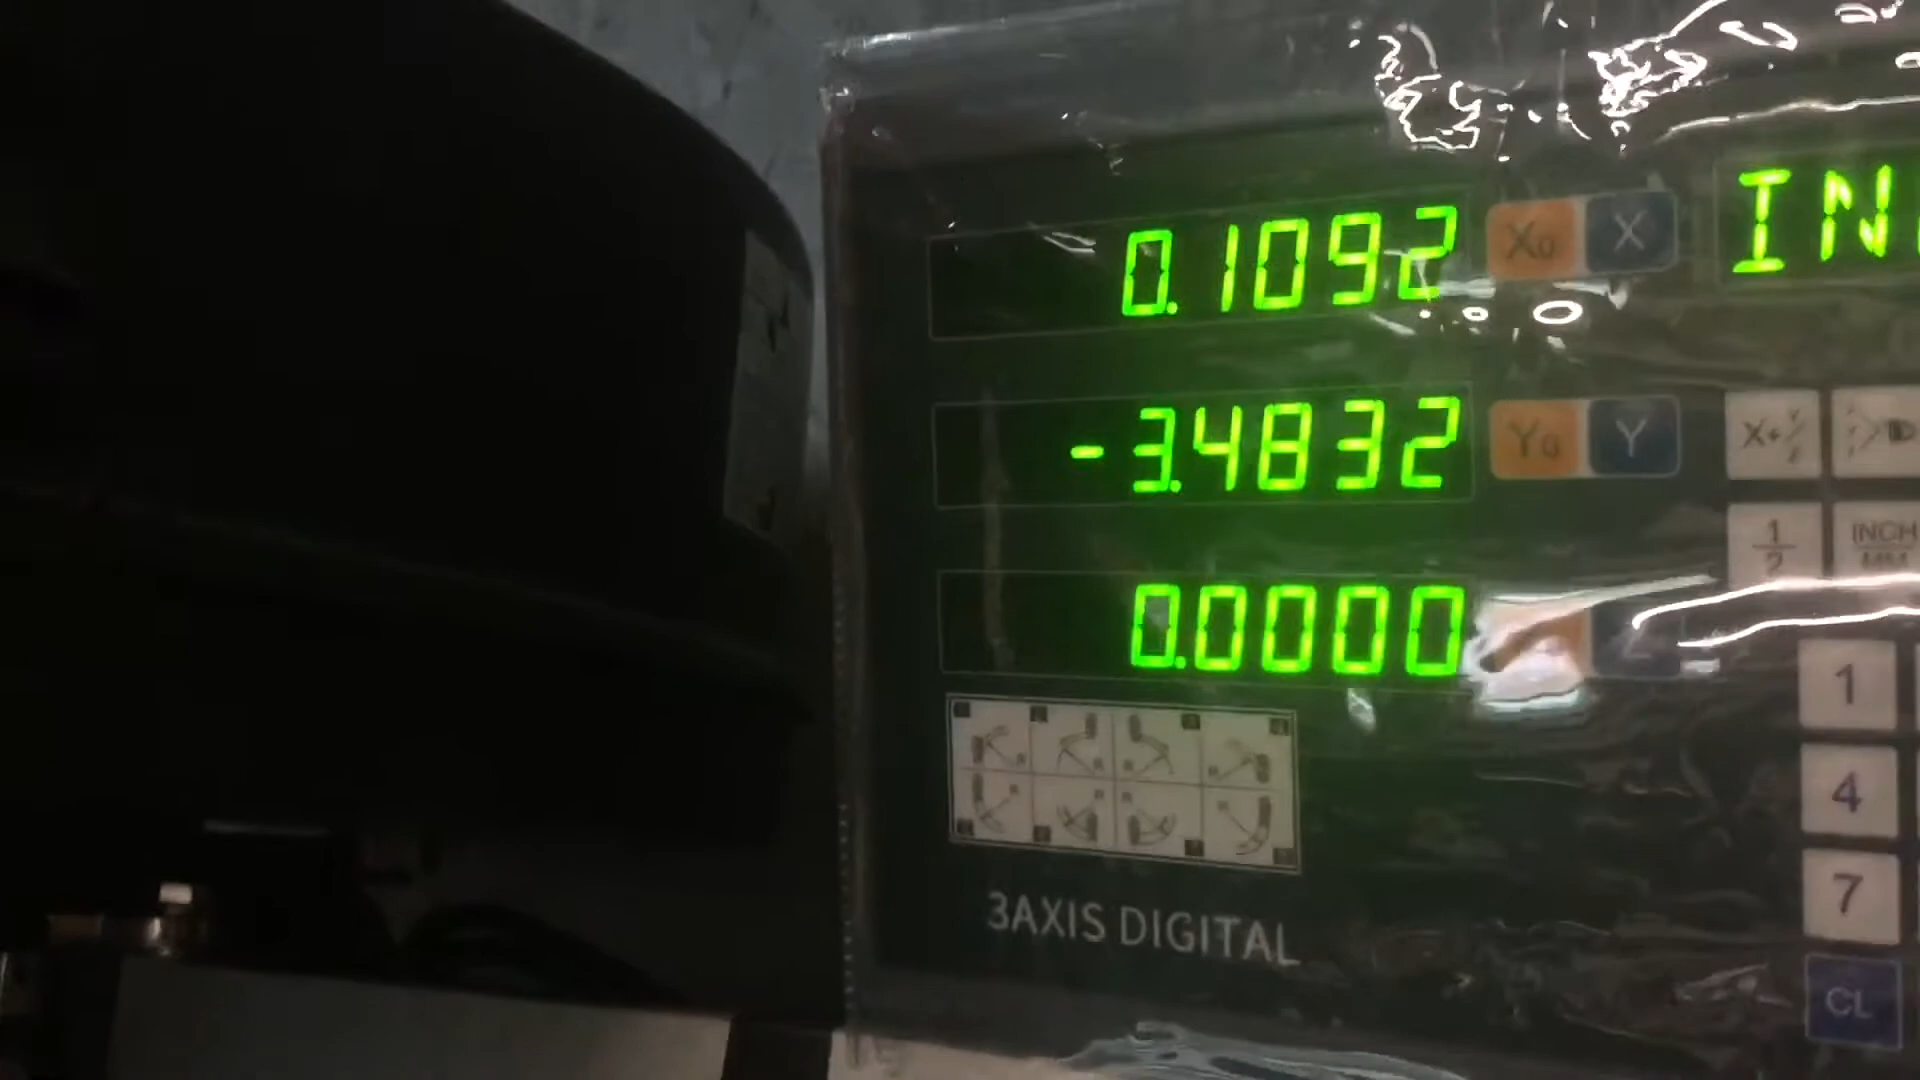 0.1092 X0 X IN
-3.4832 Y0 Y
1/2 INCH
0.0000
1
4
7
3AXIS DIGITAL
CL